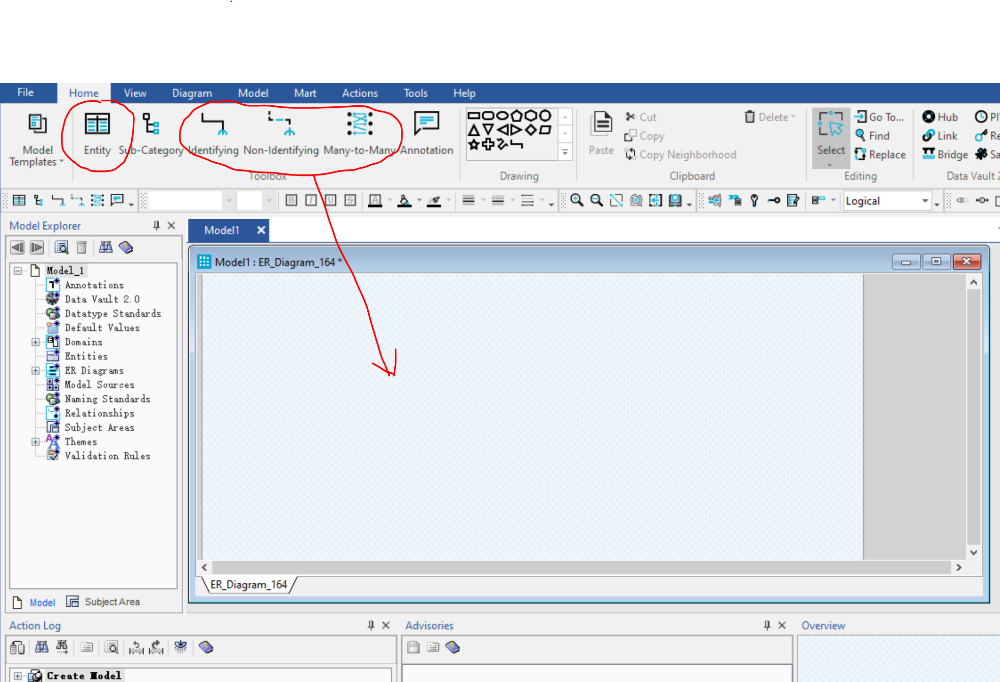 File Home View Diagram Model Mart Actions Tools Help
Model Templates
Entity Sub-Category Identifying Non-Identifying Many-to-Many Annotation
Toolbox
Drawing
Paste
Cut
Copy
Copy Neighborhood
Delete
Clipboard
Select
Go To...
Find
Replace
Editing
Hub
Link
Bridge
PI
Re
Sa
Data Vault 2
B I U S A Logical
Model Explorer
Model_1
Annotations
Data Vault 2.0
Datatype Standards
Default Values
Domains
Entities
ER Diagrams
Model Sources
Naming Standards
Relationships
Subject Areas
Themes
Validation Rules
Model Subject Area
Model1
Model1 : ER_Diagram_164 *
ER_Diagram_164
Action Log
Create Model
Advisories
Overview